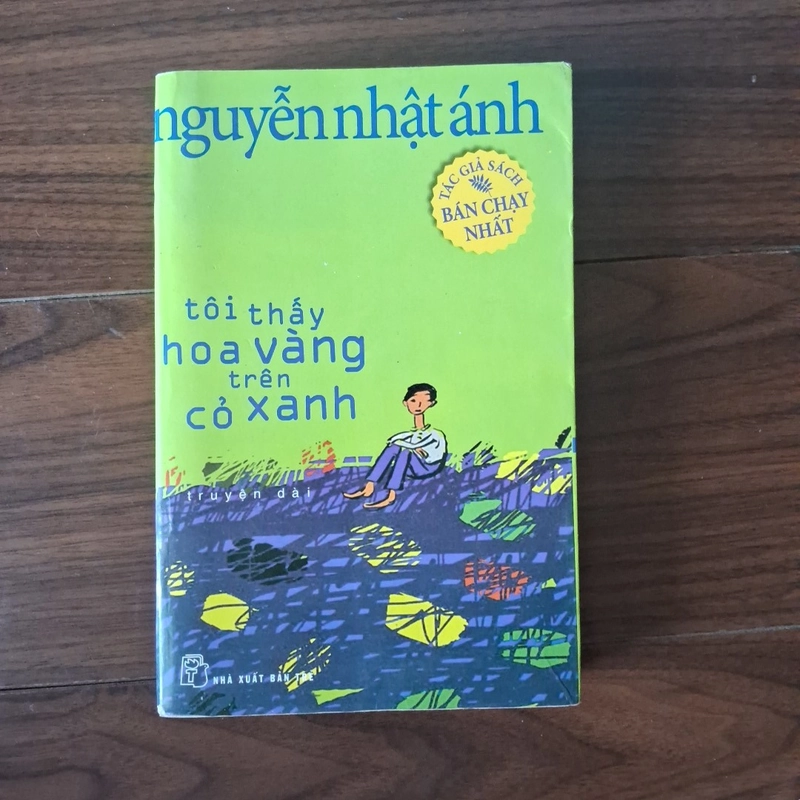 nguyễn nhật ánh
TÁC GIẢ SÁCH
BÁN CHẠY
NHẤT
tôi thấy
hoa vàng
trên
cỏ xanh
truyện dài
NHÀ XUẤT BẢN TRẺ